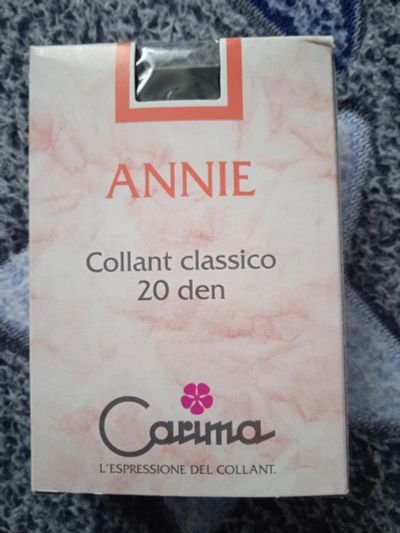 ANNIE
Collant classico
20 den
Carima
L'ESPRESSIONE DEL COLLANT.